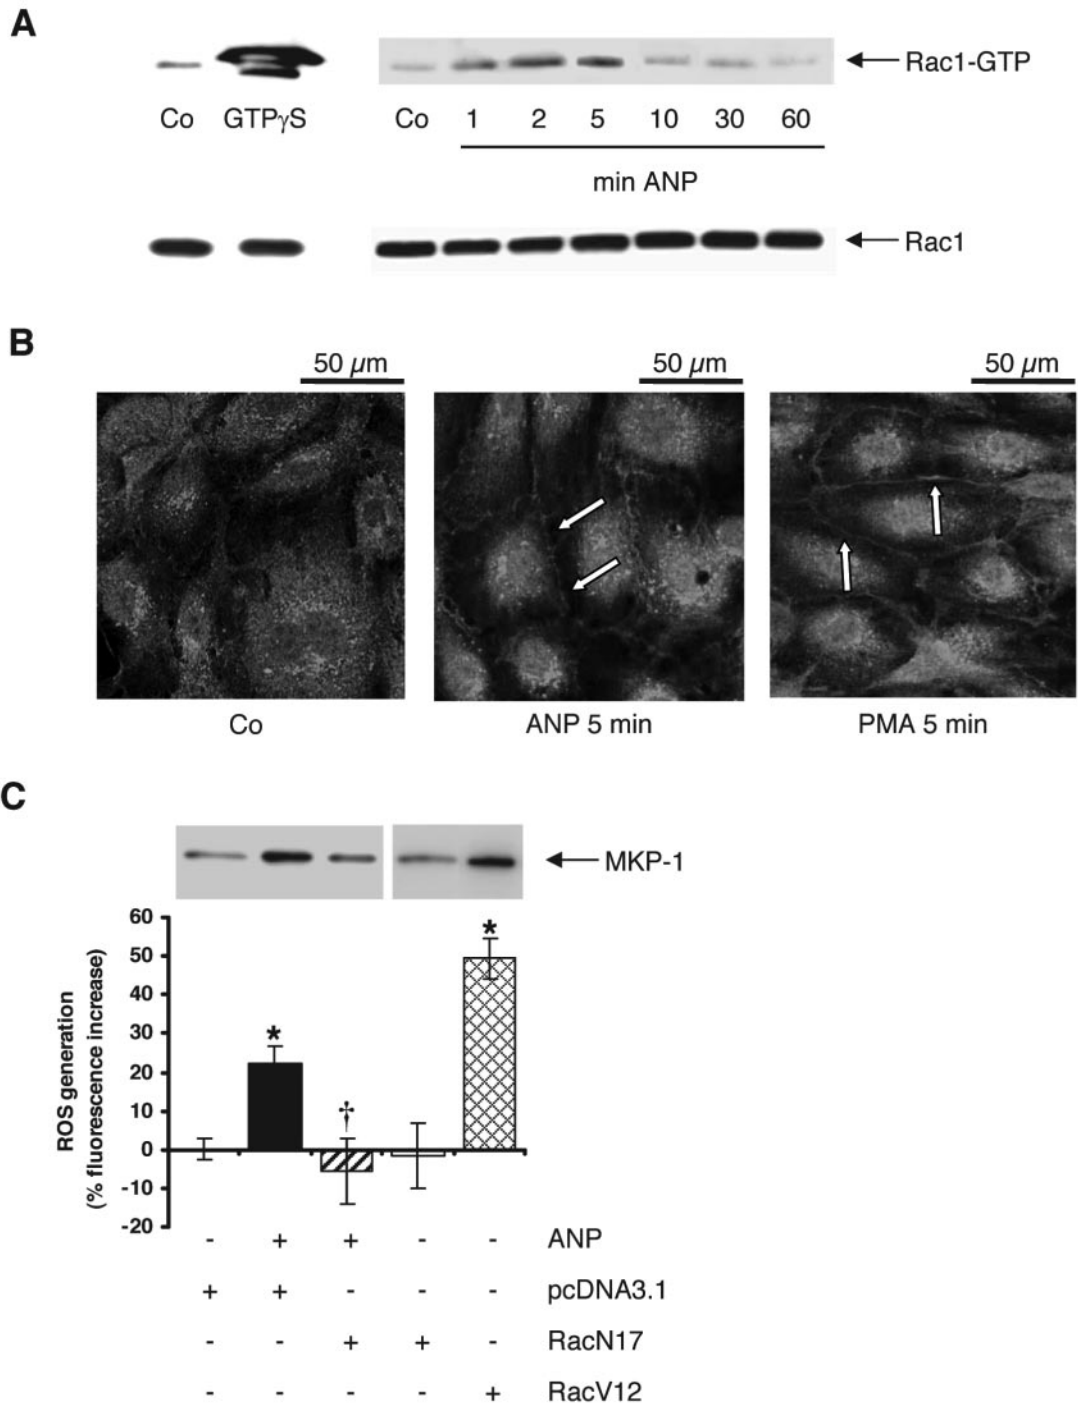 A
Rac1-GTP
Co GTPγS Co 1 2 5 10 30 60
min ANP
Rac1
B
50 µm 50 µm 50 µm
Co ANP 5 min PMA 5 min
C
MKP-1
ROS generation
(% fluorescence increase)
60
50
40
30
20
10
0
-10
-20
*
†
*
- + + - - ANP
+ + - - - pcDNA3.1
- - + + - RacN17
- - - - + RacV12